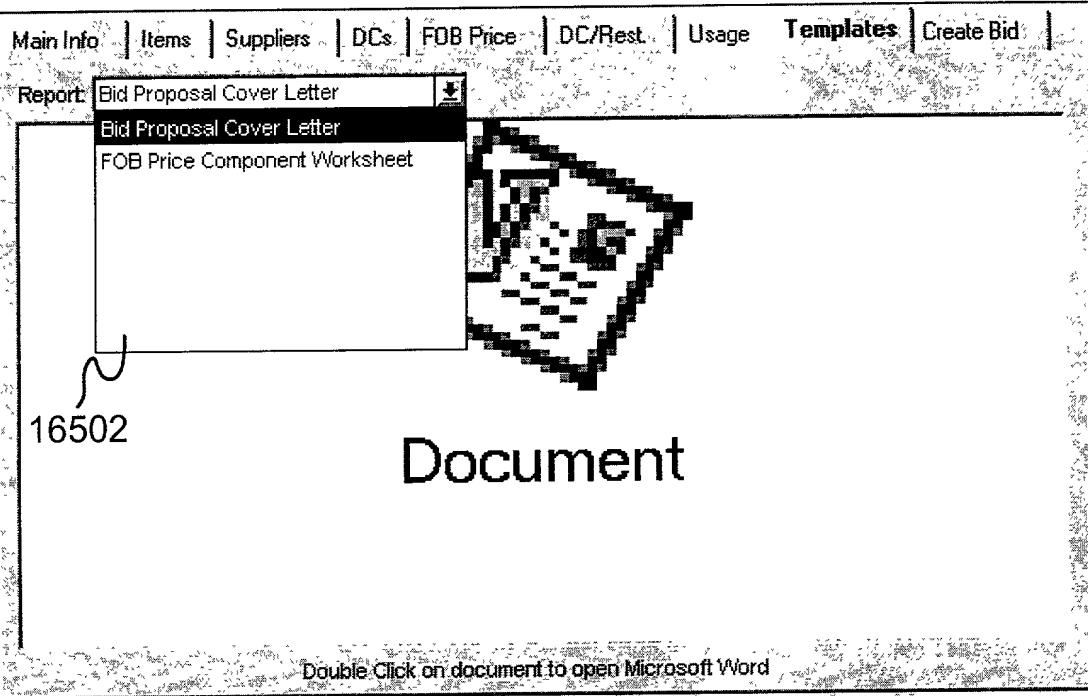 Main Info Items Suppliers DCs FOB Price DC/Rest. Usage Templates Create Bid
Report: Bid Proposal Cover Letter
Bid Proposal Cover Letter
FOB Price Component Worksheet
16502
Document
Double Click on document to open Microsoft Word